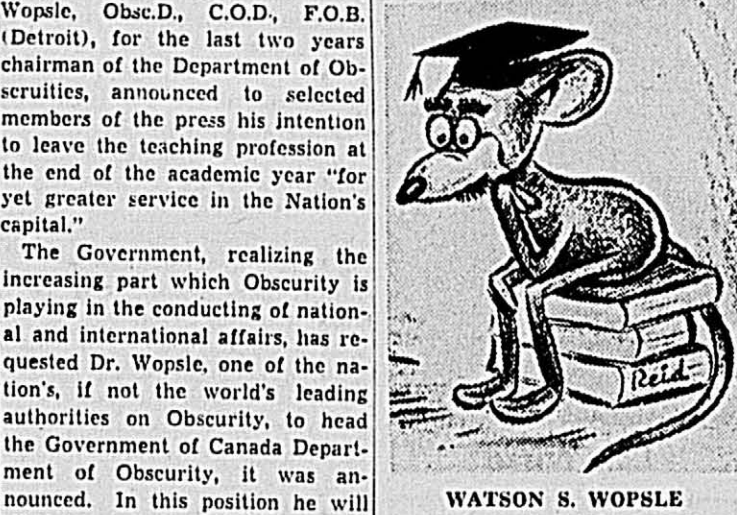 Wopsle, Obsc.D., C.O.D., F.O.B.
(Detroit), for the last two years
chairman of the Department of Ob-
scruities, announced to selected
members of the press his intention
to leave the teaching profession at
the end of the academic year "for
yet greater service in the Nation's
capital."
The Government, realizing the
increasing part which Obscurity is
playing in the conducting of nation-
al and international affairs, has re-
quested Dr. Wopsle, one of the na-
tion's, if not the world's leading
authorities on Obscurity, to head
the Government of Canada Depart-
ment of Obscurity, it was an-
nounced. In this position he will
Reid
WATSON S. WOPSLE